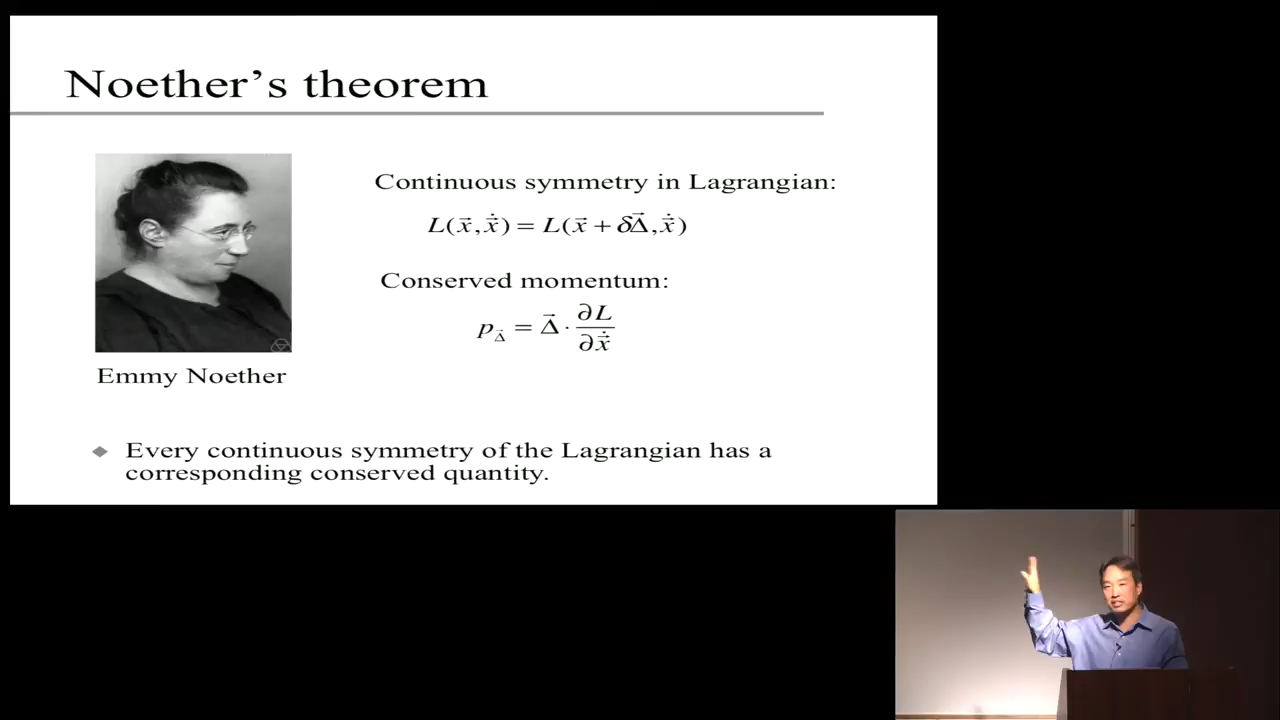 Noether's theorem
Continuous symmetry in Lagrangian:
L(x⃗, ẋ⃗) = L(x⃗ + δΔ⃗, ẋ⃗)
Conserved momentum:
p_Δ⃗ = Δ⃗ · ∂L/∂ẋ⃗
Emmy Noether
Every continuous symmetry of the Lagrangian has a
corresponding conserved quantity.